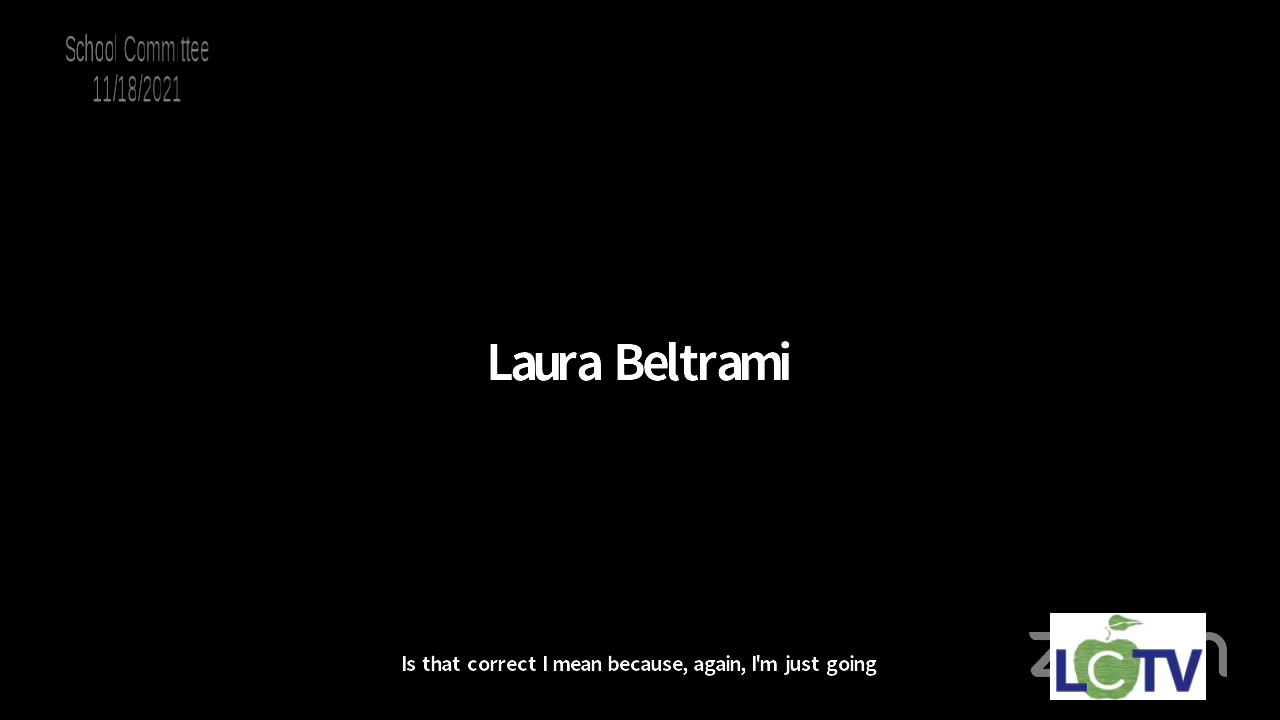 School Committee
11/18/2021
Laura Beltrami
Is that correct I mean because, again, I'm just going
LCTV